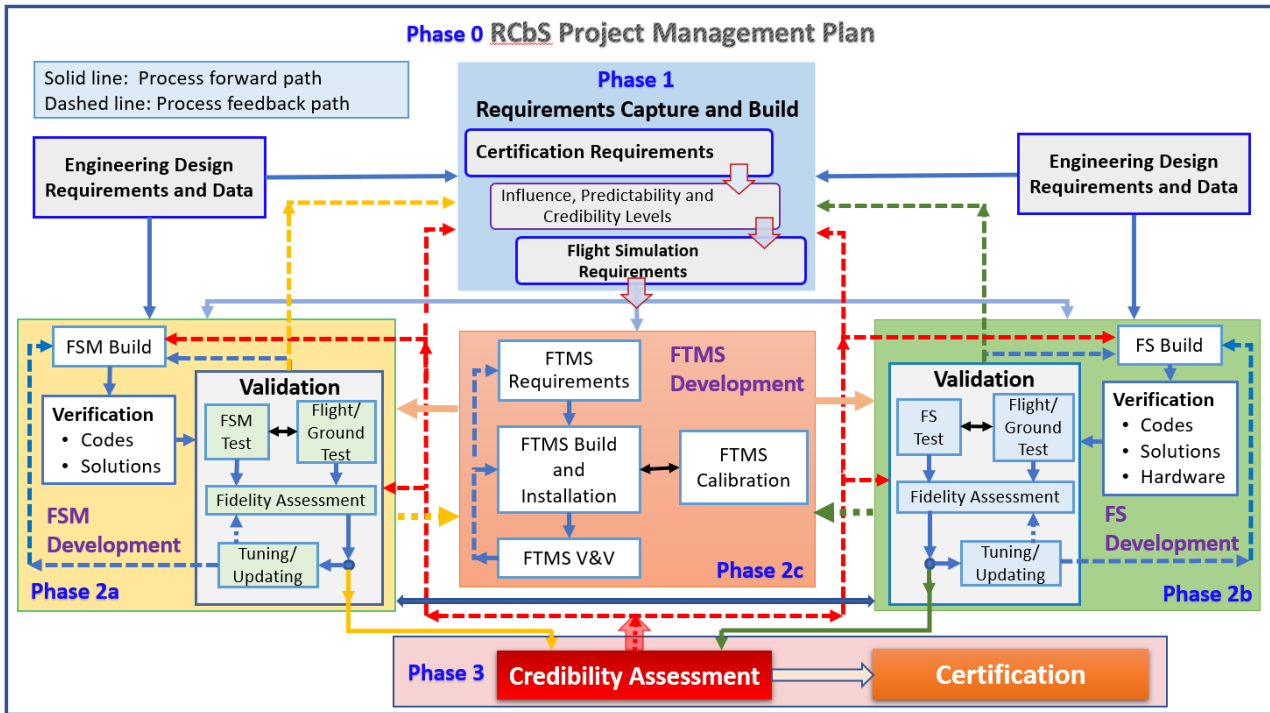 Phase 0 RCbS Project Management Plan
Solid line:  Process forward path
Dashed line: Process feedback path
Phase 1
Requirements Capture and Build
Certification Requirements
Influence, Predictability and
Credibility Levels
Flight Simulation
Requirements
Engineering Design
Requirements and Data
Engineering Design
Requirements and Data
FSM Build
Verification
• Codes
• Solutions
Validation
FSM
Test
Flight/
Ground
Test
Fidelity Assessment
Tuning/
Updating
FSM
Development
Phase 2a
FTMS
Requirements
FTMS
Development
FTMS Build
and
Installation
FTMS
Calibration
FTMS V&V
Phase 2c
FS Build
Validation
FS
Test
Flight/
Ground
Test
Verification
• Codes
• Solutions
• Hardware
Fidelity Assessment
Tuning/
Updating
FS
Development
Phase 2b
Phase 3
Credibility Assessment
Certification